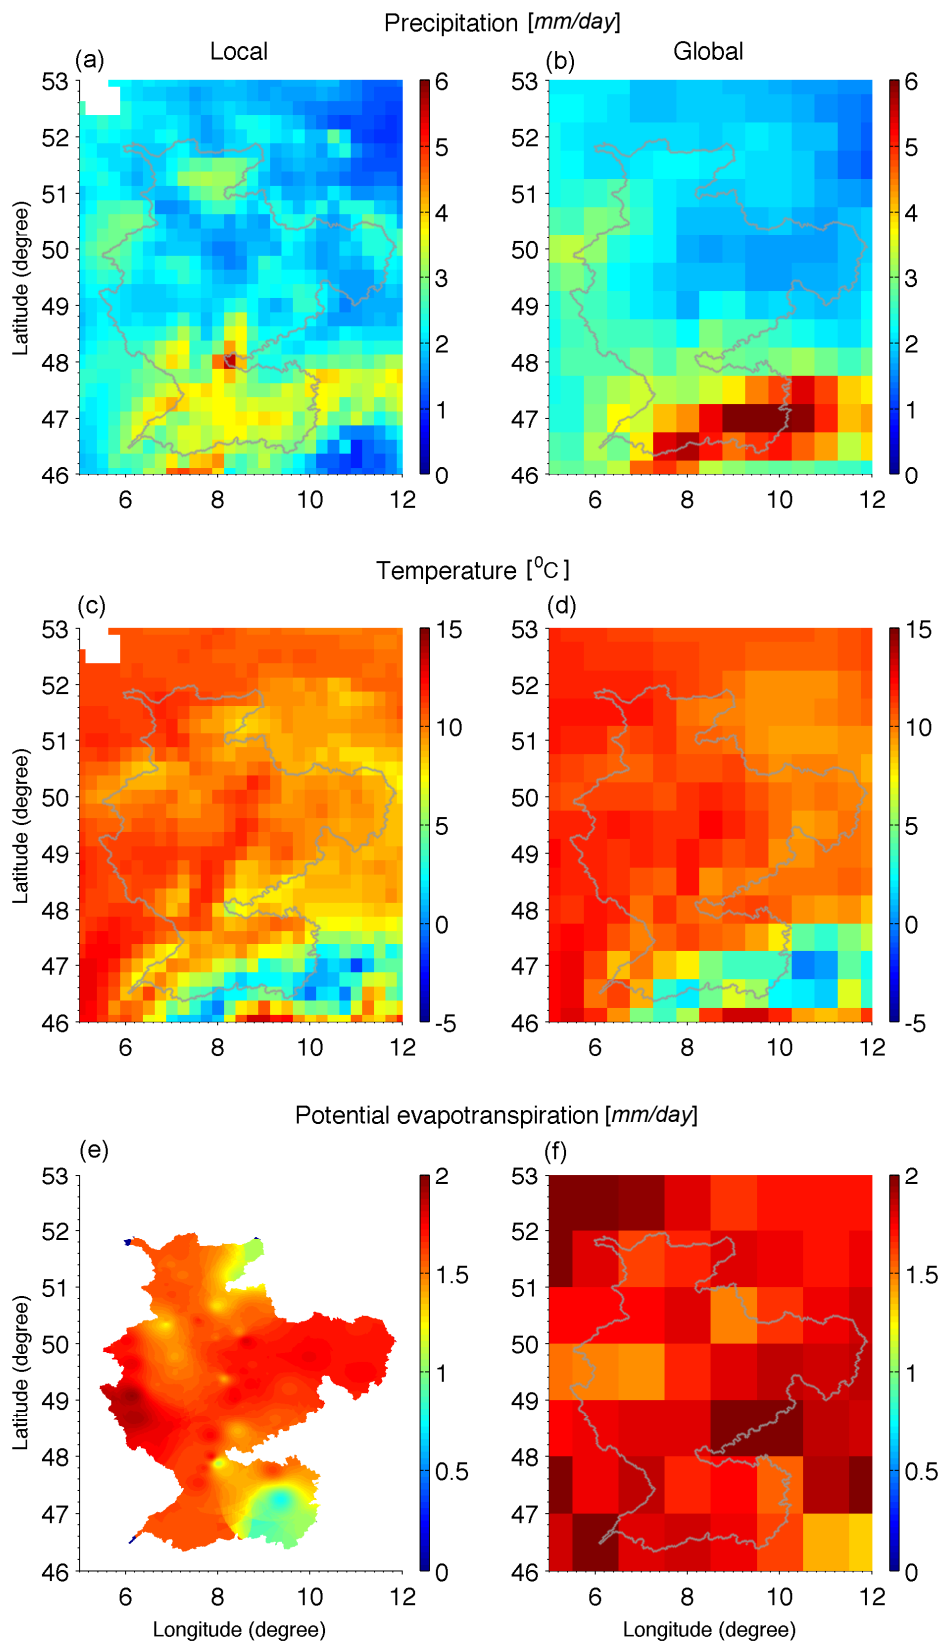 Precipitation [mm/day]
Local Global
(a) (b)
53 52 51 50 49 48 47 46
Latitude (degree)
6 8 10 12
6 5 4 3 2 1 0
53 52 51 50 49 48 47 46
6 8 10 12
6 5 4 3 2 1 0
Temperature [⁰C]
(c) (d)
53 52 51 50 49 48 47 46
Latitude (degree)
6 8 10 12
15 10 5 0 -5
53 52 51 50 49 48 47 46
6 8 10 12
15 10 5 0 -5
Potential evapotranspiration [mm/day]
(e) (f)
53 52 51 50 49 48 47 46
Latitude (degree)
6 8 10 12
Longitude (degree)
2 1.5 1 0.5 0
53 52 51 50 49 48 47 46
6 8 10 12
Longitude (degree)
2 1.5 1 0.5 0